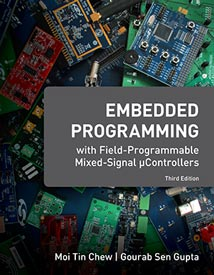 EMBEDDED
PROGRAMMING
with Field-Programmable
Mixed-Signal µControllers
Third Edition
Moi Tin Chew | Gourab Sen Gupta